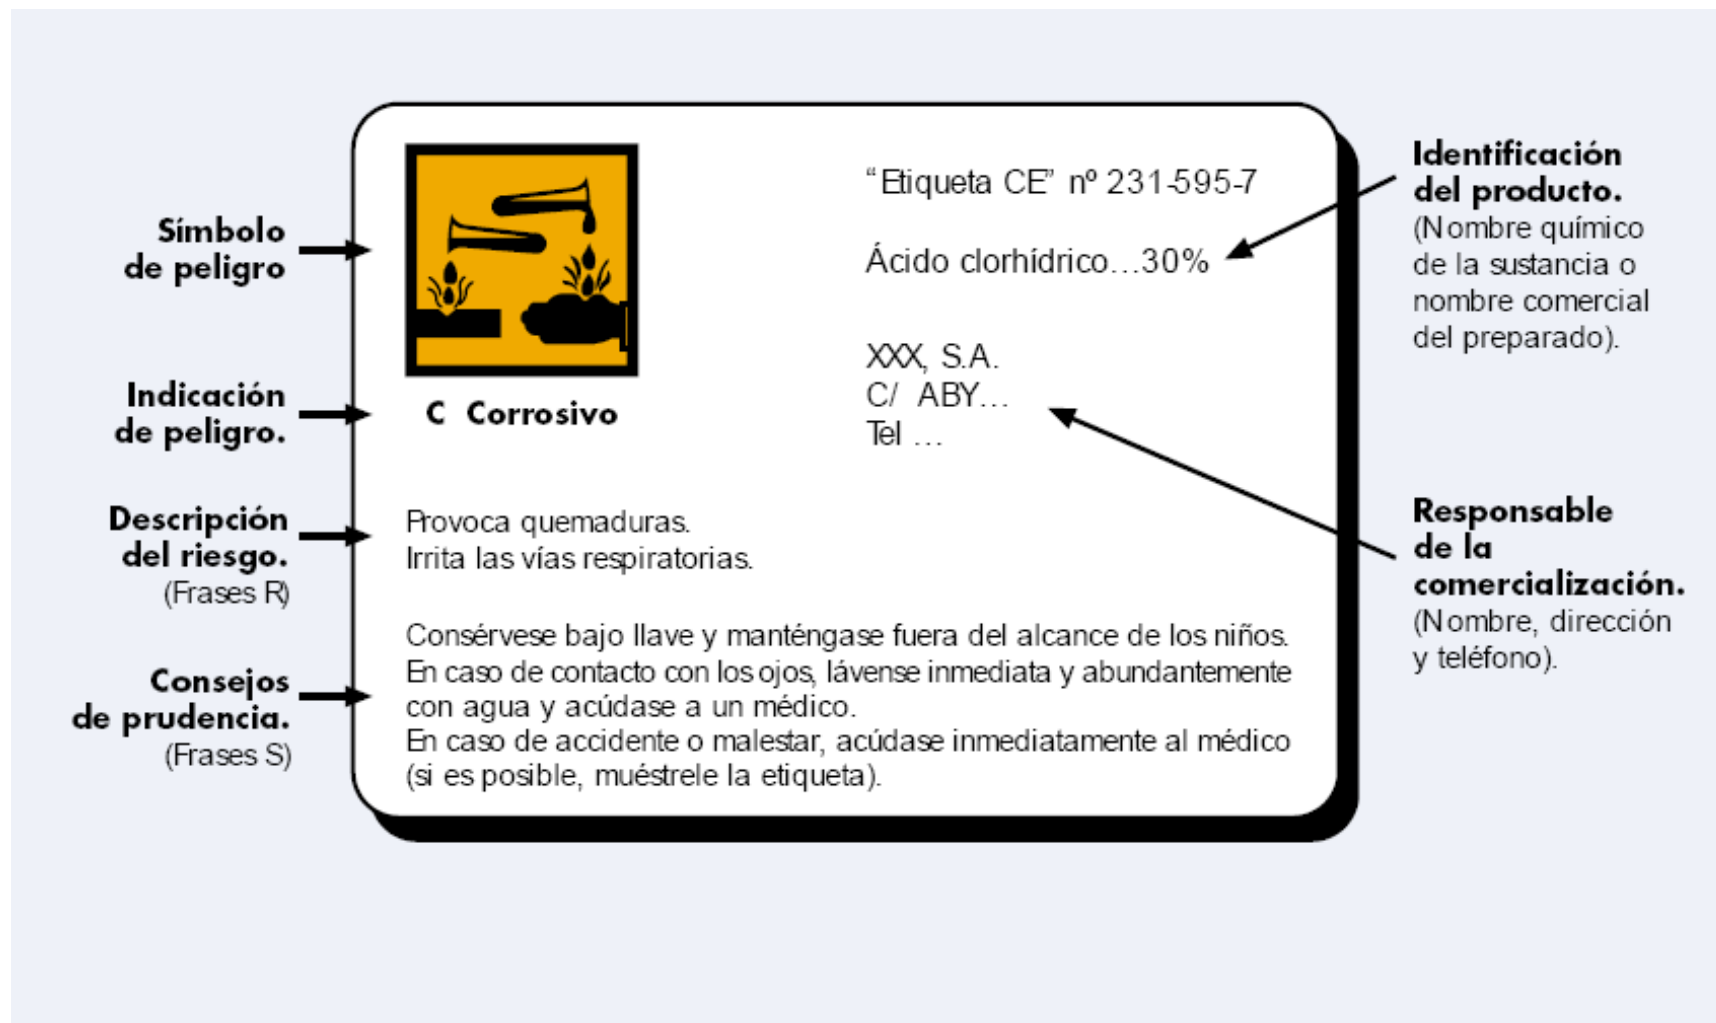 Símbolo
de peligro
Indicación
de peligro.
Descripción
del riesgo.
(Frases R)
Consejos
de prudencia.
(Frases S)
C Corrosivo
“Etiqueta CE” nº 231-595-7
Ácido clorhídrico...30%
XXX, S.A.
C/ ABY...
Tel ...
Provoca quemaduras.
Irrita las vías respiratorias.
Consérvese bajo llave y manténgase fuera del alcance de los niños.
En caso de contacto con los ojos, lávense inmediata y abundantemente
con agua y acúdase a un médico.
En caso de accidente o malestar, acúdase inmediatamente al médico
(si es posible, muéstrele la etiqueta).
Identificación
del producto.
(Nombre químico
de la sustancia o
nombre comercial
del preparado).
Responsable
de la
comercialización.
(Nombre, dirección
y teléfono).